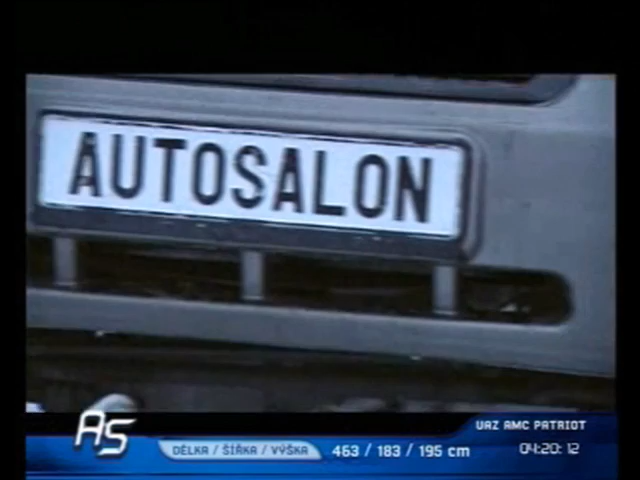 AUTOSALON
UAZ AMC PATRIOT
AS
DÉLKA / ŠÍŘKA / VÝŠKA 463 / 183 / 195 cm
04:20:12